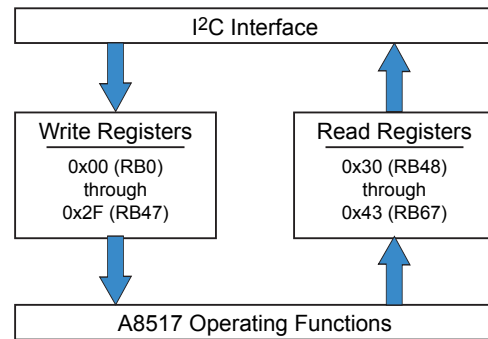 I²C Interface
Write Registers
0x00 (RB0)
through
0x2F (RB47)
Read Registers
0x30 (RB48)
through
0x43 (RB67)
A8517 Operating Functions